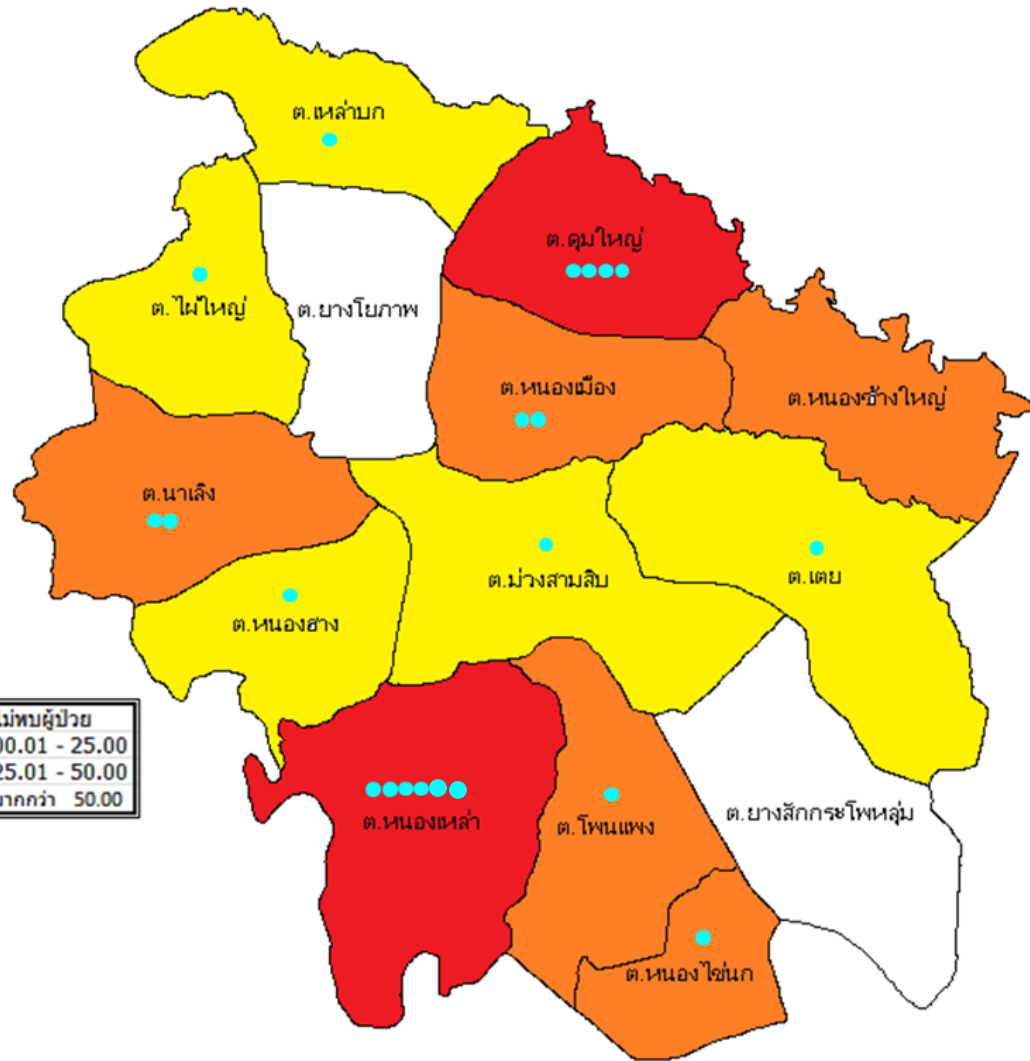 ต.เหล่าบก
ต.ดุมใหญ่
ต.ไผ่ใหญ่
ต.ยางโยภาพ
ต.หนองเมือง
ต.หนองช้างใหญ่
ต.นาเลิง
ต.ม่วงสามสิบ
ต.เตย
ต.หนองฮาง
ไม่พบผู้ป่วย
00.01 - 25.00
25.01 - 50.00
มากกว่า 50.00
ต.หนองเหล่า
ต.โพนแพง
ต.ยางสักกระโพหลุ่ม
ต.หนองไข่นก